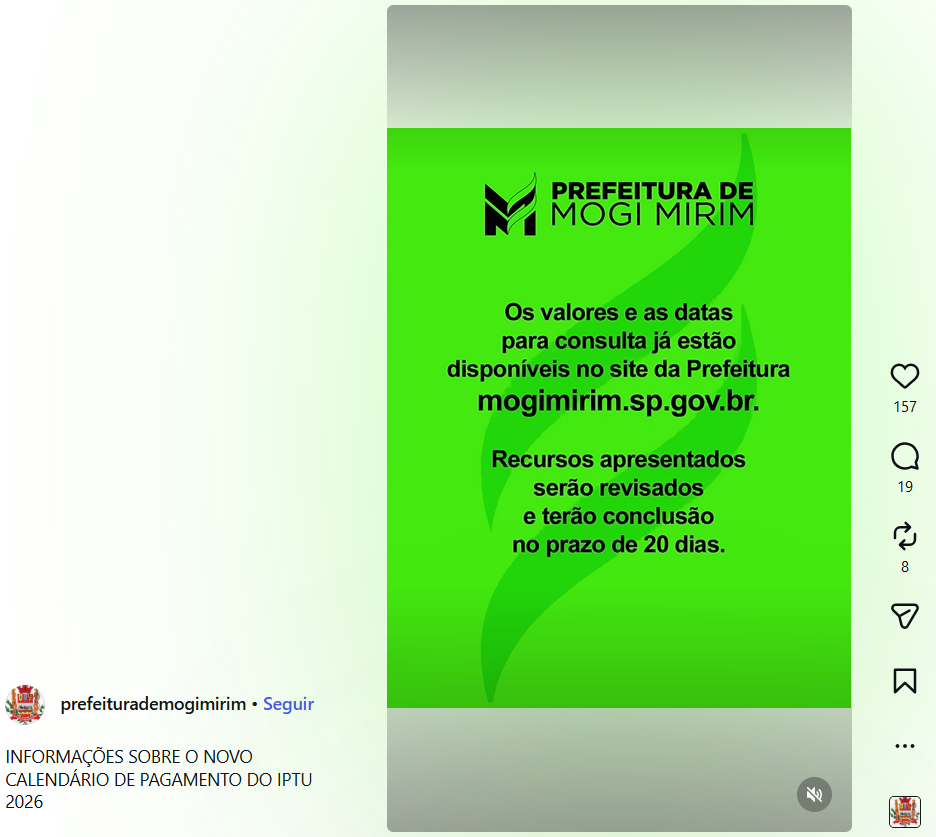 PREFEITURA DE
MOGI MIRIM
Os valores e as datas
para consulta já estão
disponíveis no site da Prefeitura
mogimirim.sp.gov.br.
Recursos apresentados
serão revisados
e terão conclusão
no prazo de 20 dias.
157
19
8
prefeiturademogimirim • Seguir
INFORMAÇÕES SOBRE O NOVO
CALENDÁRIO DE PAGAMENTO DO IPTU
2026